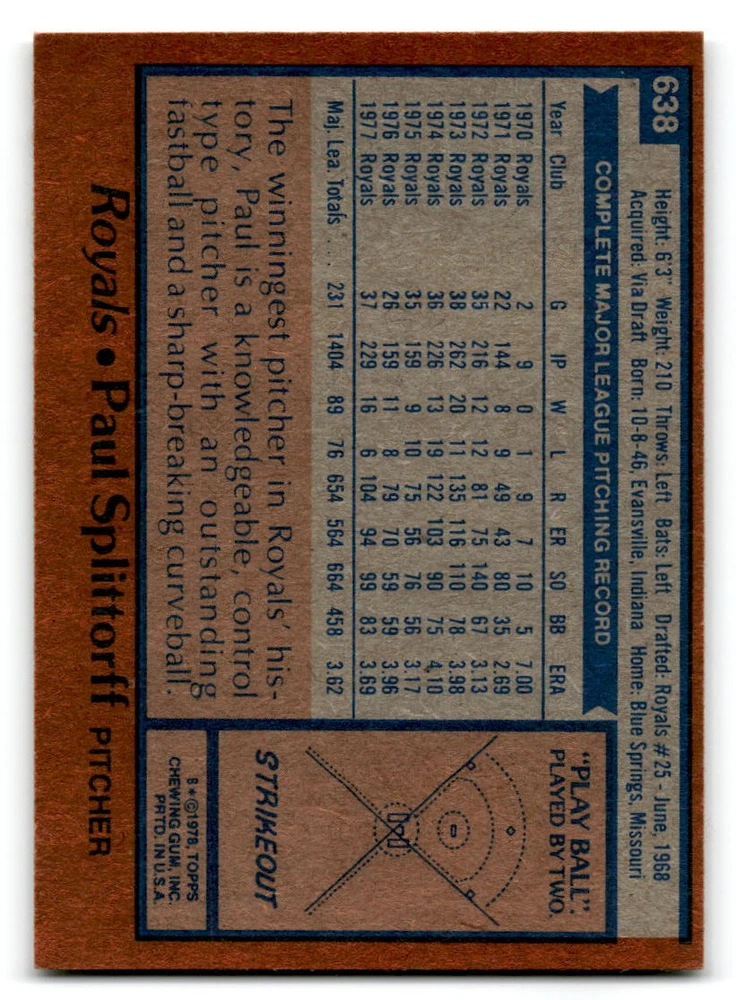 638
Height: 6'3" Weight: 210 Throws: Left Bats: Left Drafted: Royals #25 - June, 1968
Acquired: Via Draft Born: 10-8-46, Evansville, Indiana Home: Blue Springs, Missouri
COMPLETE MAJOR LEAGUE PITCHING RECORD
Year Club G IP W L R ER SO BB ERA
1970 Royals 2 9 0 1 9 7 10 5 7.00
1971 Royals 22 144 8 9 49 43 80 35 2.69
1972 Royals 35 216 12 12 81 75 140 67 3.13
1973 Royals 38 262 20 11 135 116 110 78 3.98
1974 Royals 36 226 13 19 122 103 90 75 4.10
1975 Royals 35 159 9 10 75 56 76 56 3.17
1976 Royals 26 159 11 8 79 70 59 59 3.96
1977 Royals 37 229 16 6 104 94 99 83 3.69
Maj. Lea. Totals .... 231 1404 89 76 654 564 664 458 3.62
The winningest pitcher in Royals' his-
tory, Paul is a knowledgeable, control
type pitcher with an outstanding
fastball and a sharp-breaking curveball.
"PLAY BALL".
PLAYED BY TWO.
STRIKEOUT
B*©1978, TOPPS
CHEWING GUM, INC.
PRTD. IN U.S.A.
Royals • Paul Splittorff PITCHER